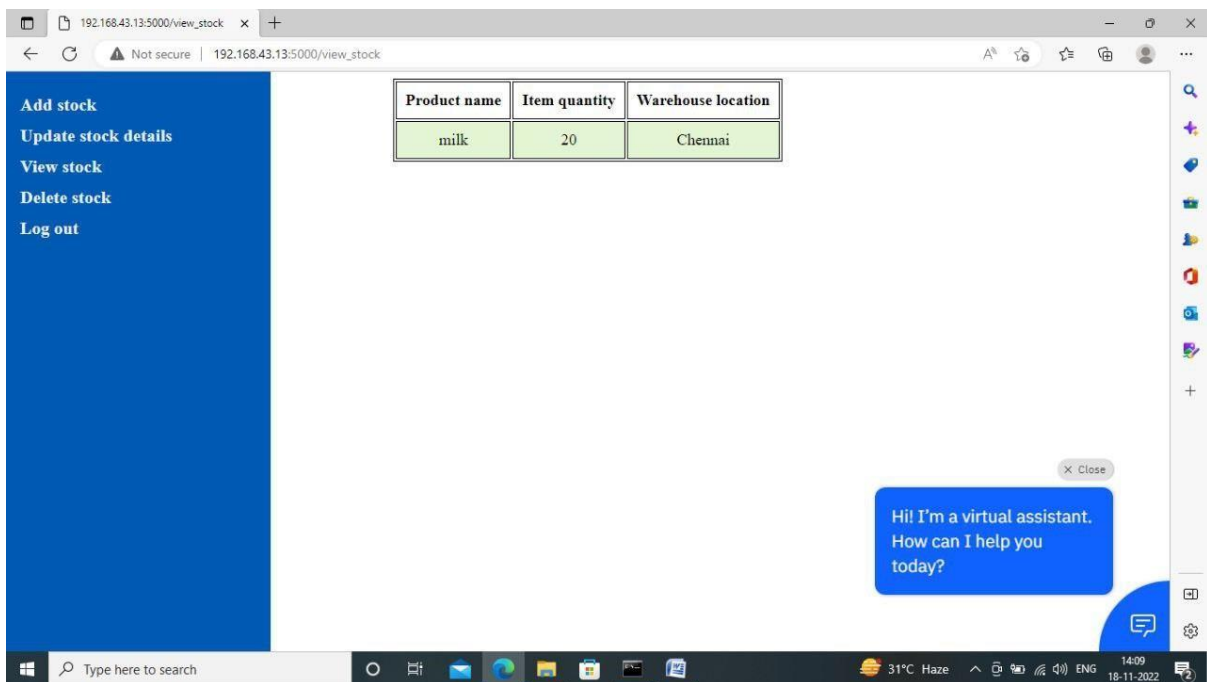 192.168.43.13:5000/view_stock
Not secure | 192.168.43.13:5000/view_stock
Add stock
Update stock details
View stock
Delete stock
Log out
Product name Item quantity Warehouse location
milk 20 Chennai
Close
Hi! I'm a virtual assistant.
How can I help you
today?
Type here to search
31°C Haze
ENG
14:09
18-11-2022
2